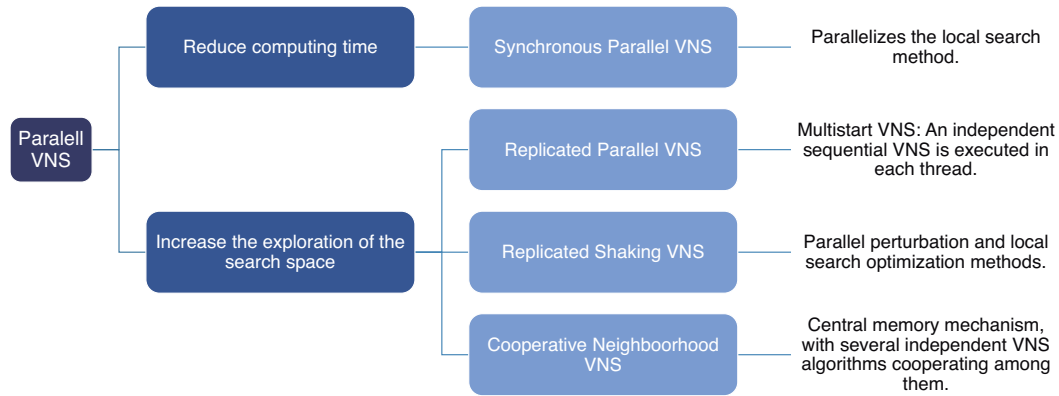 Reduce computing time
Synchronous Parallel VNS
Parallelizes the local search
method.
Paralell
VNS
Replicated Parallel VNS
Multistart VNS: An independent
sequential VNS is executed in
each thread.
Increase the exploration of the
search space
Replicated Shaking VNS
Parallel perturbation and local
search optimization methods.
Cooperative Neighboorhood
VNS
Central memory mechanism,
with several independent VNS
algorithms cooperating among
them.